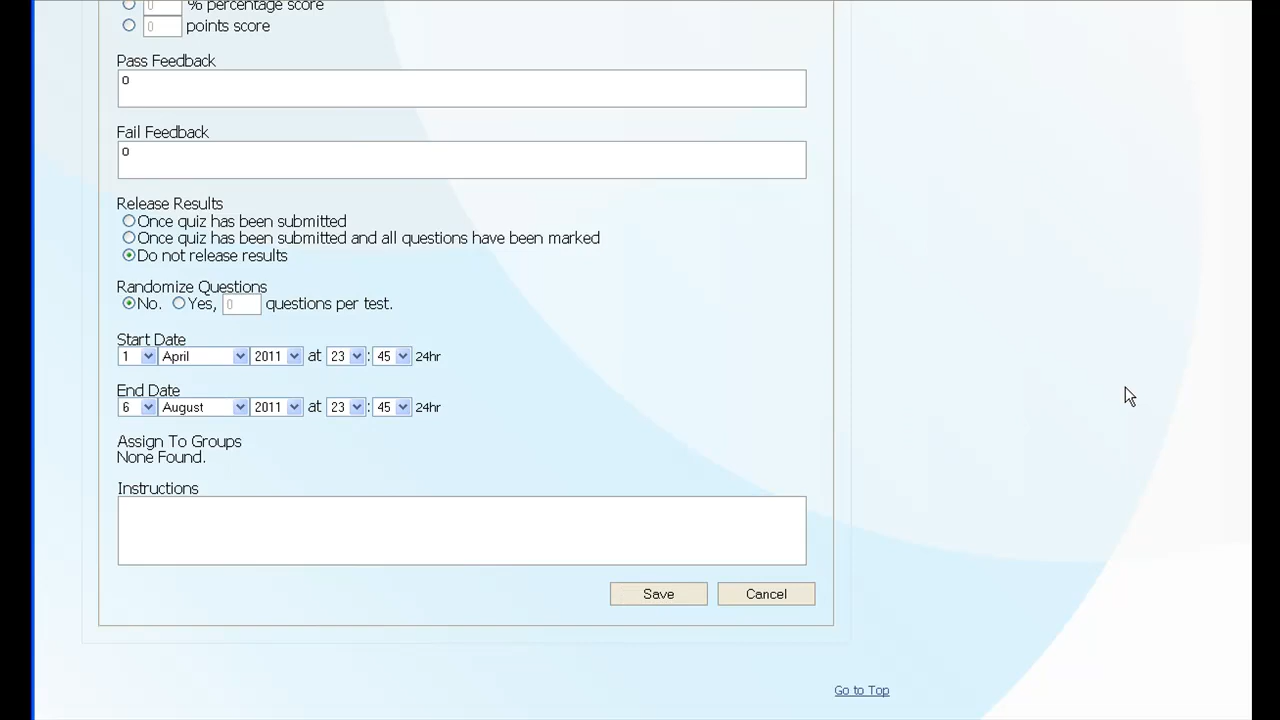 0 % percentage score
0 points score
Pass Feedback
0
Fail Feedback
0
Release Results
Once quiz has been submitted
Once quiz has been submitted and all questions have been marked
Do not release results
Randomize Questions
No. Yes, 0 questions per test.
Start Date
1 April 2011 at 23 : 45 24hr
End Date
6 August 2011 at 23 : 45 24hr
Assign To Groups
None Found.
Instructions
Save Cancel
Go to Top